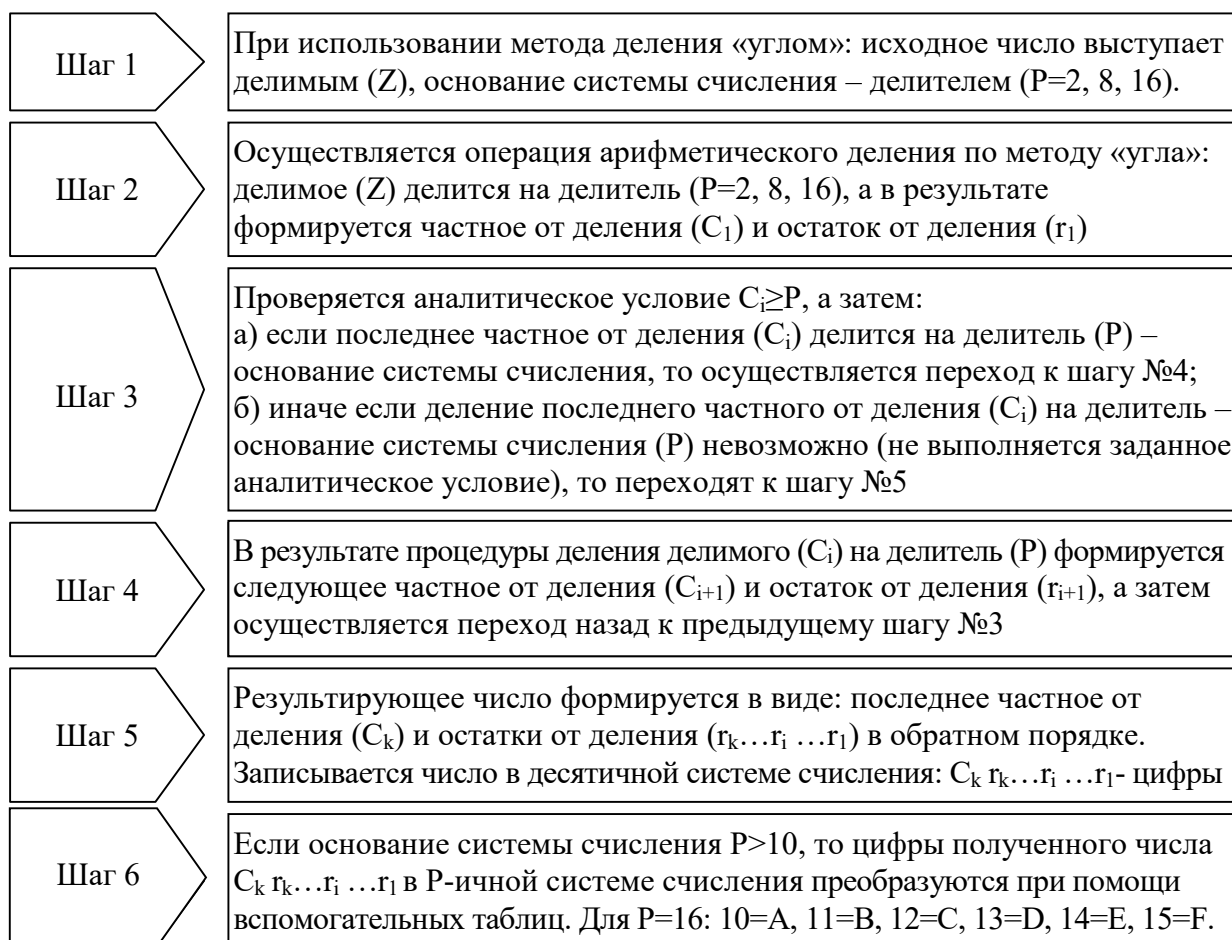 Шаг 1
При использовании метода деления «углом»: исходное число выступает
делимым (Z), основание системы счисления – делителем (P=2, 8, 16).
Шаг 2
Осуществляется операция арифметического деления по методу «угла»:
делимое (Z) делится на делитель (P=2, 8, 16), а в результате
формируется частное от деления (C₁) и остаток от деления (r₁)
Шаг 3
Проверяется аналитическое условие Cᵢ≥P, а затем:
а) если последнее частное от деления (Cᵢ) делится на делитель (P) –
основание системы счисления, то осуществляется переход к шагу №4;
б) иначе если деление последнего частного от деления (Cᵢ) на делитель –
основание системы счисления (P) невозможно (не выполняется заданное
аналитическое условие), то переходят к шагу №5
Шаг 4
В результате процедуры деления делимого (Cᵢ) на делитель (P) формируется
следующее частное от деления (Cᵢ₊₁) и остаток от деления (rᵢ₊₁), а затем
осуществляется переход назад к предыдущему шагу №3
Шаг 5
Результирующее число формируется в виде: последнее частное от
деления (Cₖ) и остатки от деления (rₖ…rᵢ …r₁) в обратном порядке.
Записывается число в десятичной системе счисления: Cₖ rₖ…rᵢ …r₁- цифры
Шаг 6
Если основание системы счисления P>10, то цифры полученного числа
Cₖ rₖ…rᵢ …r₁ в P-ичной системе счисления преобразуются при помощи
вспомогательных таблиц. Для P=16: 10=A, 11=B, 12=C, 13=D, 14=E, 15=F.